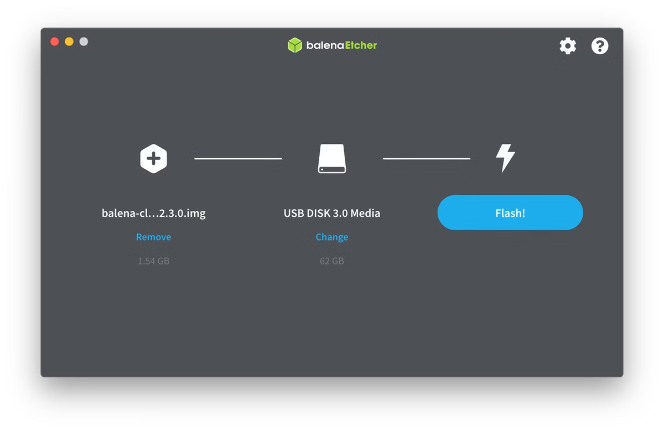 balenaEtcher
balena-cl...2.3.0.img
USB DISK 3.0 Media
Flash!
Remove
Change
1.54 GB
62 GB